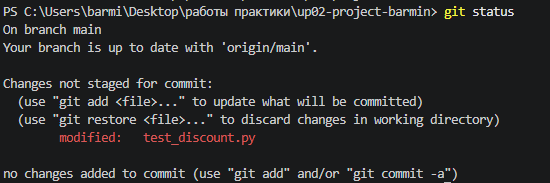 PS C:\Users\barmi\Desktop\работы практики\up02-project-barmin> git status
On branch main
Your branch is up to date with 'origin/main'.
Changes not staged for commit:
  (use "git add <file>..." to update what will be committed)
  (use "git restore <file>..." to discard changes in working directory)
        modified:   test_discount.py
no changes added to commit (use "git add" and/or "git commit -a")